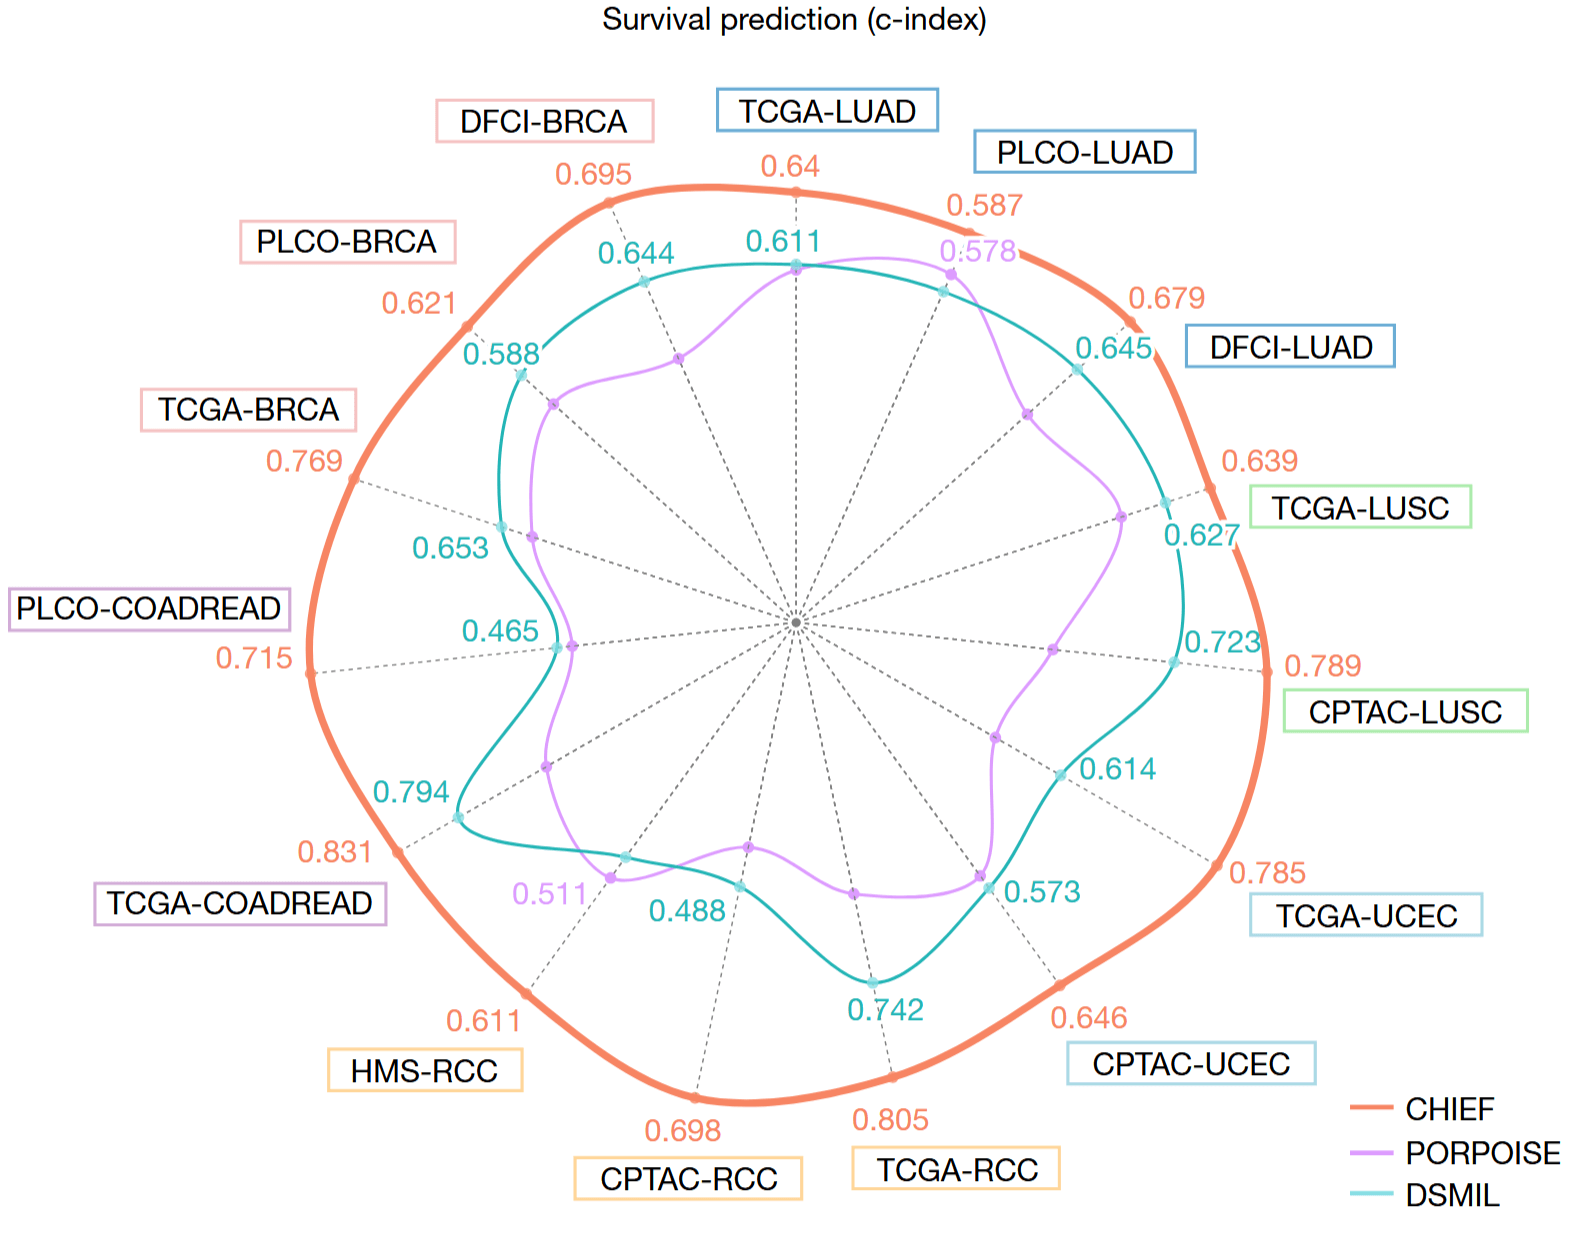 Survival prediction (c-index)
DFCI-BRCA
TCGA-LUAD
PLCO-LUAD
0.695
0.64
0.587
PLCO-BRCA
0.644
0.611
0.578
0.621
0.679
0.588
0.645
DFCI-LUAD
TCGA-BRCA
0.769
0.639
TCGA-LUSC
0.653
0.627
PLCO-COADREAD
0.465
0.723
0.715
0.789
CPTAC-LUSC
0.794
0.614
0.831
0.785
TCGA-COADREAD
0.511
0.488
0.573
TCGA-UCEC
0.742
0.611
0.646
HMS-RCC
CPTAC-UCEC
0.698
0.805
CPTAC-RCC
TCGA-RCC
CHIEF
PORPOISE
DSMIL